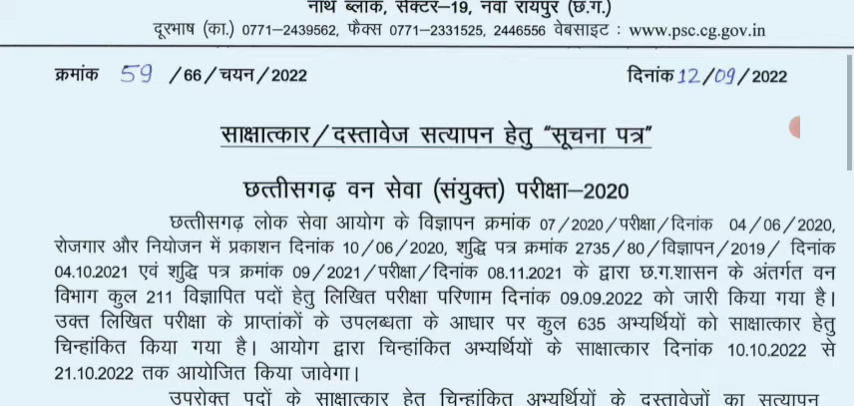 नार्थ ब्लॉक, सेक्टर–19, नवा रायपुर (छ.ग.)
दूरभाष (का.) 0771-2439562, फैक्स 0771-2331525, 2446556 वेबसाइट : www.psc.cg.gov.in
क्रमांक 59 /66/चयन/2022 दिनांक 12/09/2022
साक्षात्कार/दस्तावेज सत्यापन हेतु “सूचना पत्र”
छत्तीसगढ़ वन सेवा (संयुक्त) परीक्षा–2020
छत्तीसगढ़ लोक सेवा आयोग के विज्ञापन क्रमांक 07/2020/परीक्षा/दिनांक 04/06/2020,
रोजगार और नियोजन में प्रकाशन दिनांक 10/06/2020, शुद्धि पत्र क्रमांक 2735/80/विज्ञापन/2019/ दिनांक
04.10.2021 एवं शुद्धि पत्र क्रमांक 09/2021/परीक्षा/दिनांक 08.11.2021 के द्वारा छ.ग.शासन के अंतर्गत वन
विभाग कुल 211 विज्ञापित पदों हेतु लिखित परीक्षा परिणाम दिनांक 09.09.2022 को जारी किया गया है।
उक्त लिखित परीक्षा के प्राप्तांकों के उपलब्धता के आधार पर कुल 635 अभ्यर्थियों को साक्षात्कार हेतु
चिन्हांकित किया गया है। आयोग द्वारा चिन्हांकित अभ्यर्थियों के साक्षात्कार दिनांक 10.10.2022 से
21.10.2022 तक आयोजित किया जावेगा।
उपरोक्त पदों के साक्षात्कार हेतु चिन्हांकित अभ्यर्थियों के दस्तावेजों का सत्यापन